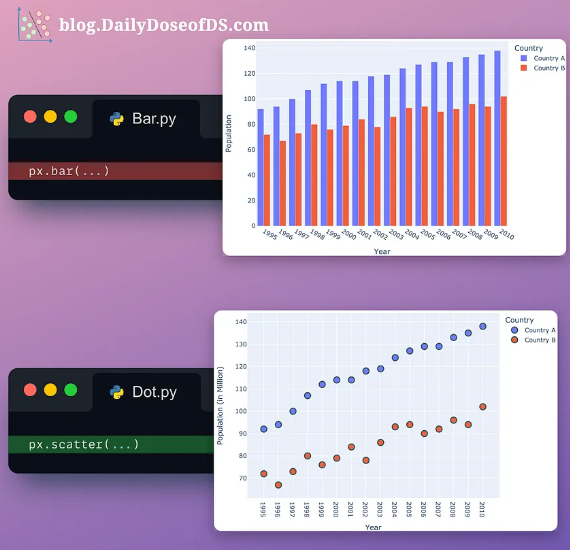 blog.DailyDoseofDS.com
Bar.py
px.bar(...)
Country
Country A
Country B
Population
140
120
100
80
60
40
20
0
1995 1996 1997 1998 1999 2000 2001 2002 2003 2004 2005 2006 2007 2008 2009 2010
Year
Dot.py
px.scatter(...)
Country
Country A
Country B
Population (in Million)
140
130
120
110
100
90
80
70
1995 1996 1997 1998 1999 2000 2001 2002 2003 2004 2005 2006 2007 2008 2009 2010
Year